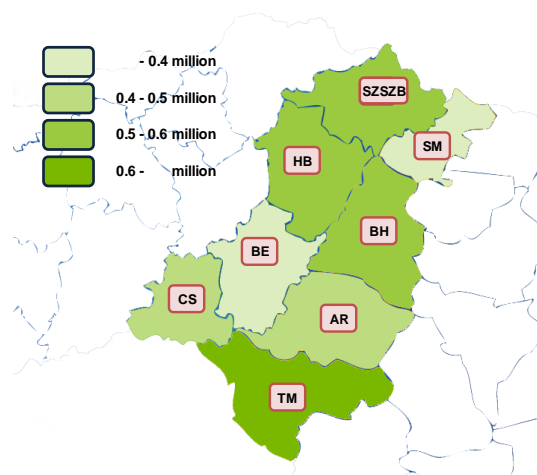 - 0.4 million
0.4 - 0.5 million
0.5 - 0.6 million
0.6 - million
SZSZB
SM
HB
BH
BE
CS
AR
TM